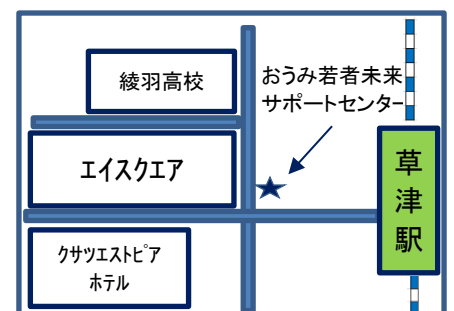 綾羽高校
おうみ若者未来
サポートセンター
エイスクエア
草津駅
クサツエストピア
ホテル